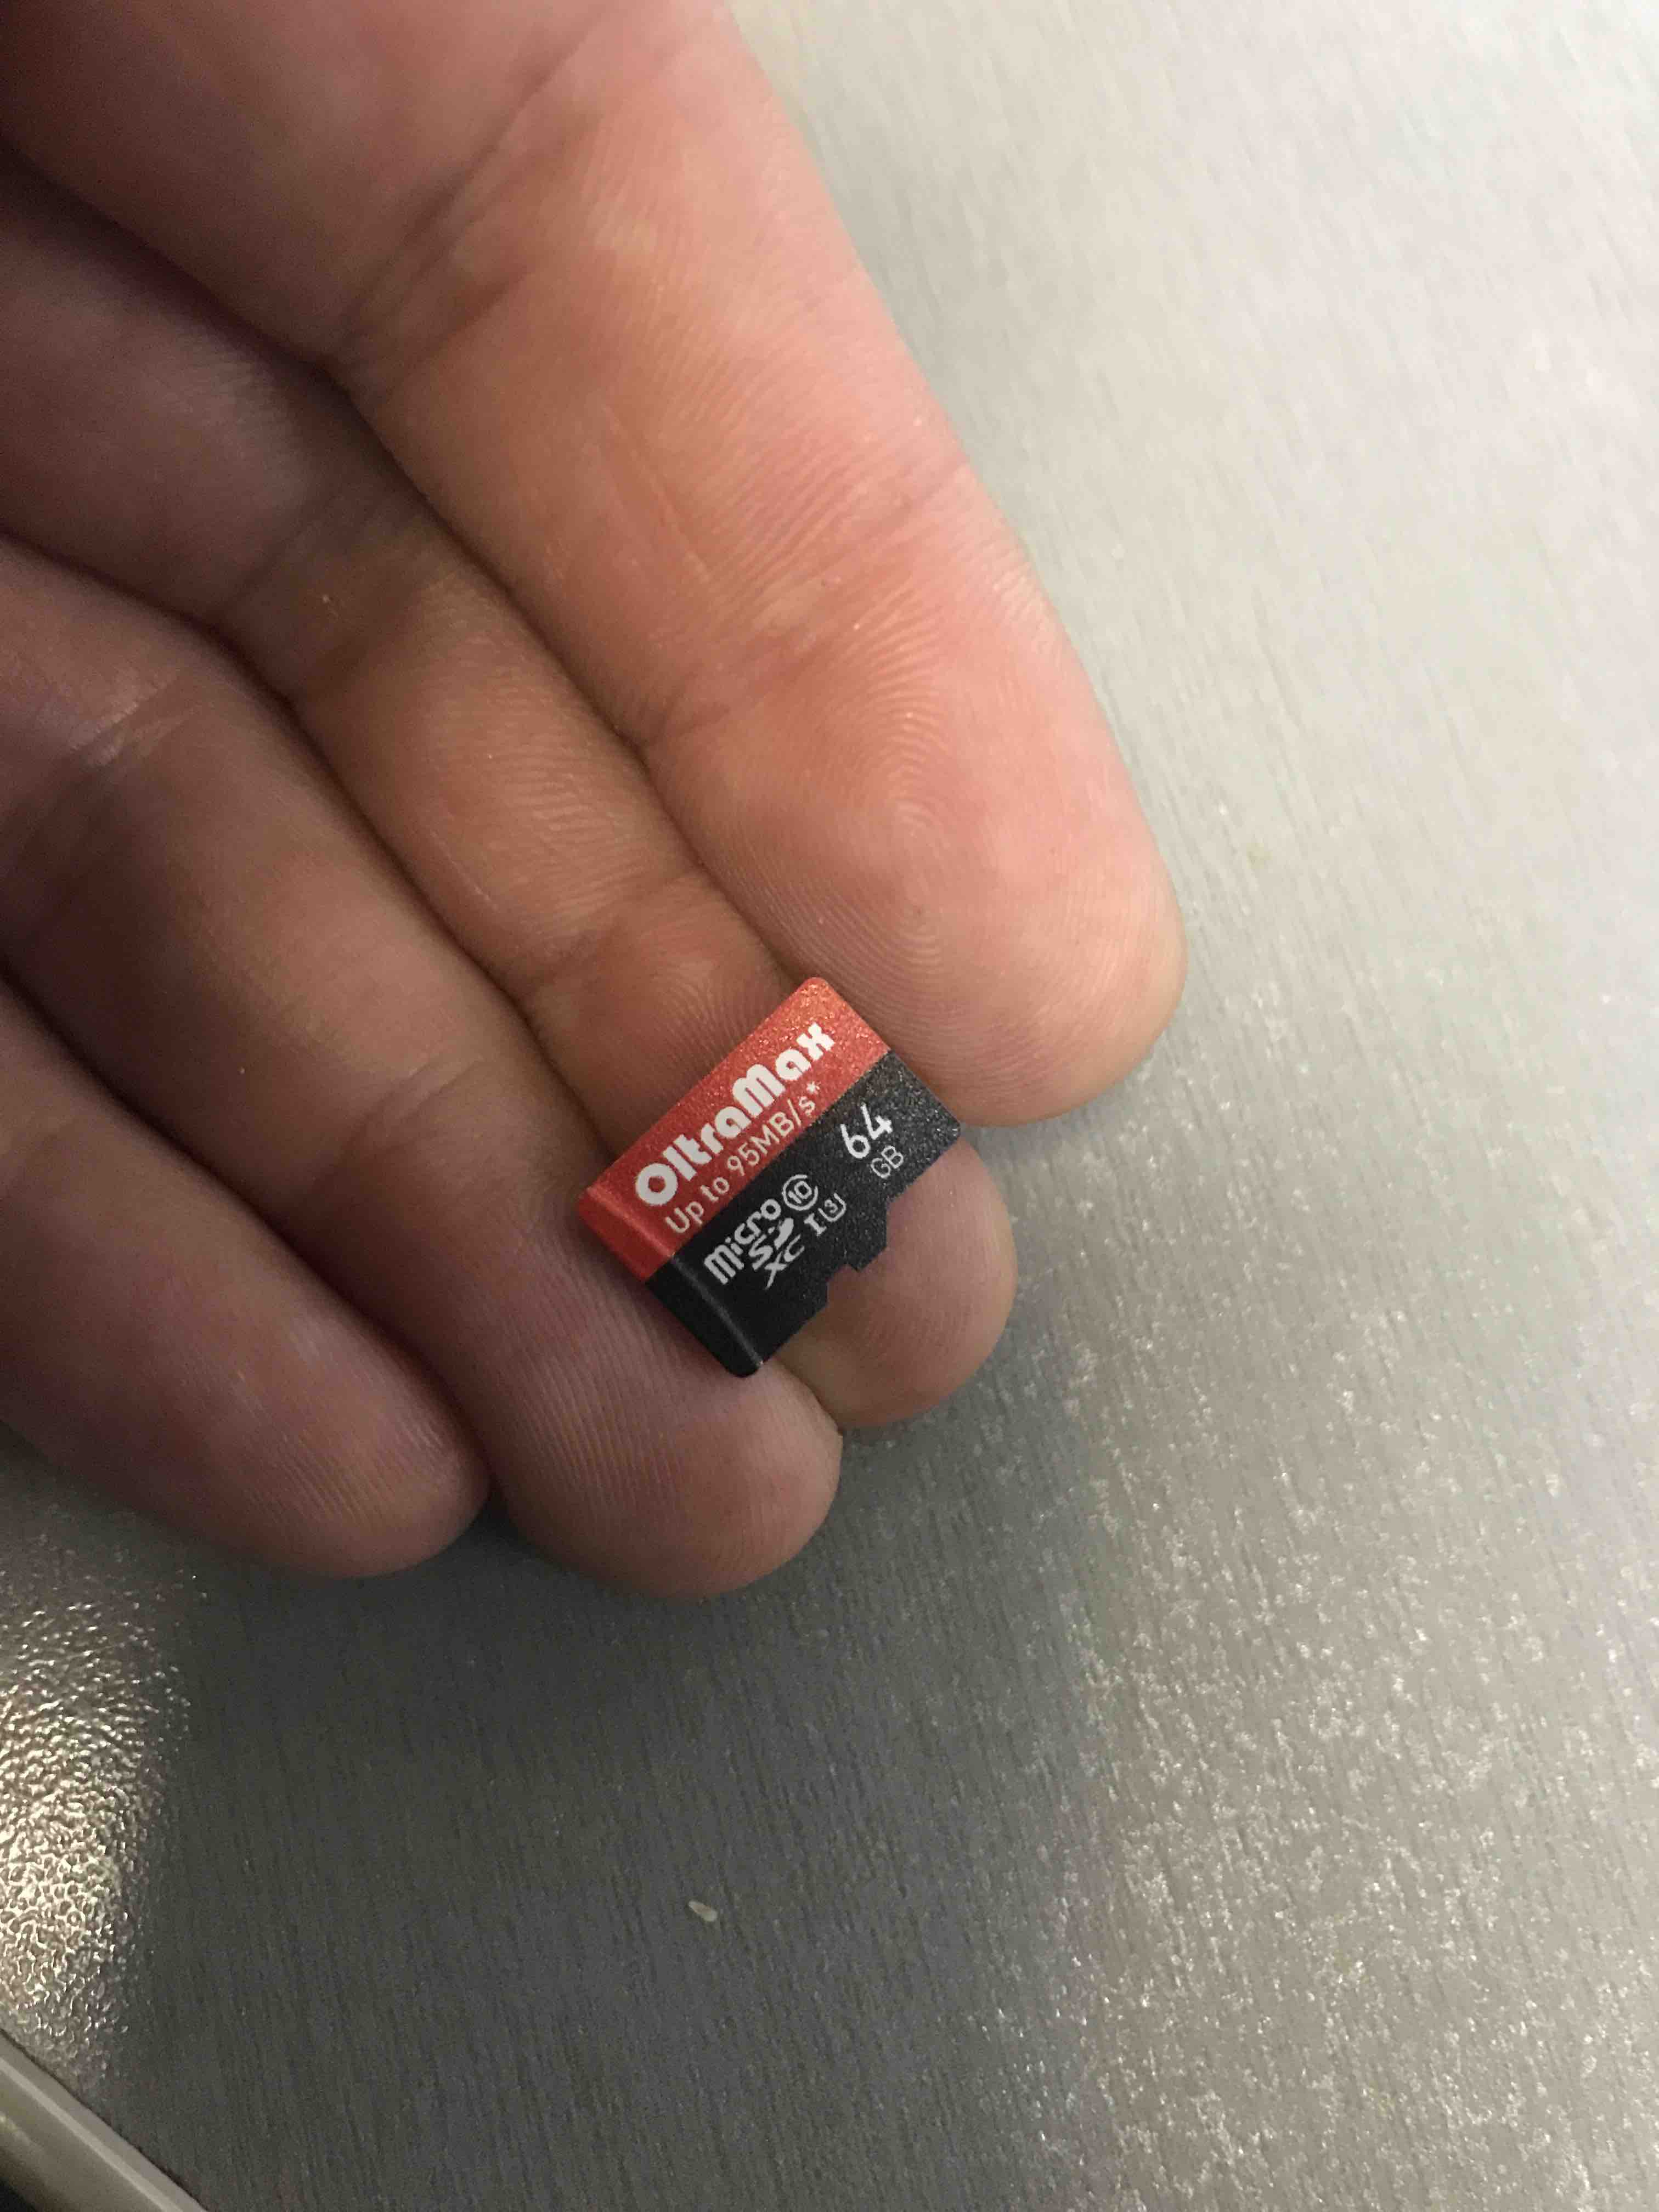 OltraMax
Up to 95MB/s*
Micro SD XC
10
I 3
64
GB